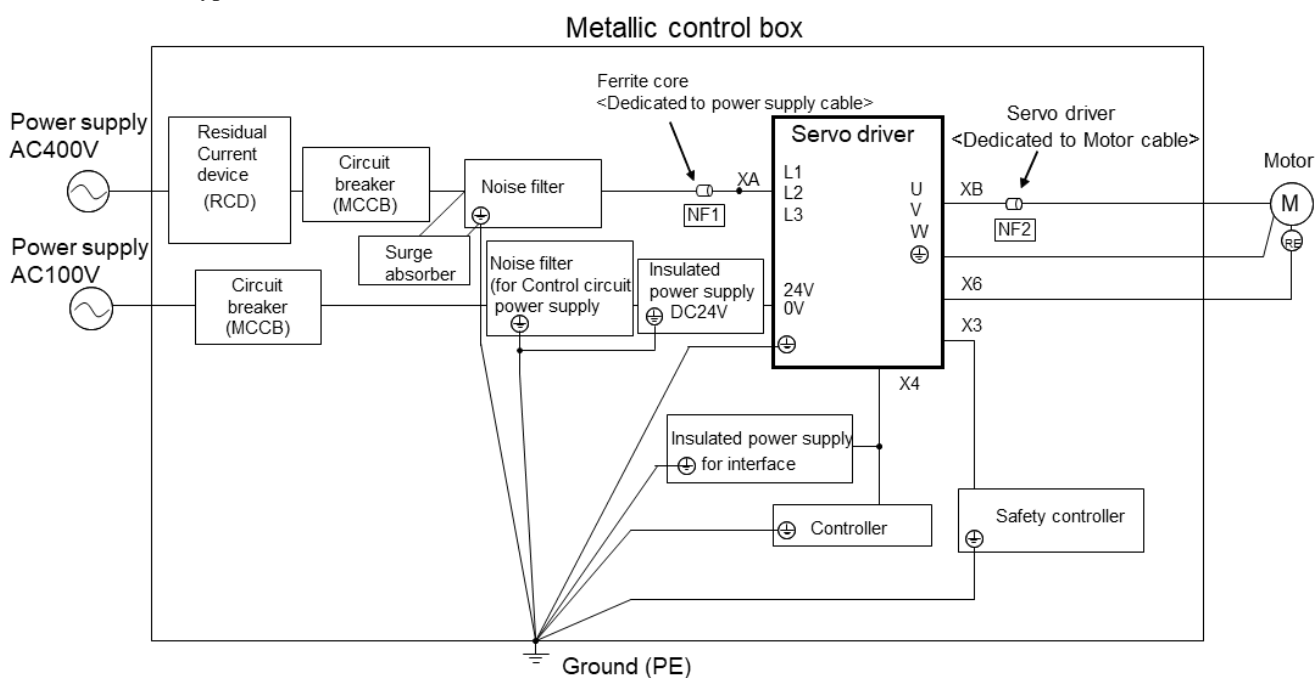 Metallic control box
Ferrite core
<Dedicated to power supply cable>
Power supply
AC400V
Residual
Current
device
(RCD)
Circuit
breaker
(MCCB)
Noise filter
NF1
XA
Servo driver
L1
L2
L3
U
V
W
XB
Servo driver
<Dedicated to Motor cable>
NF2
Motor
M
RE
Surge
absorber
Power supply
AC100V
Circuit
breaker
(MCCB)
Noise filter
(for Control circuit
power supply
Insulated
power supply
DC24V
24V
0V
X6
X3
X4
Insulated power supply
for interface
Controller
Safety controller
Ground (PE)